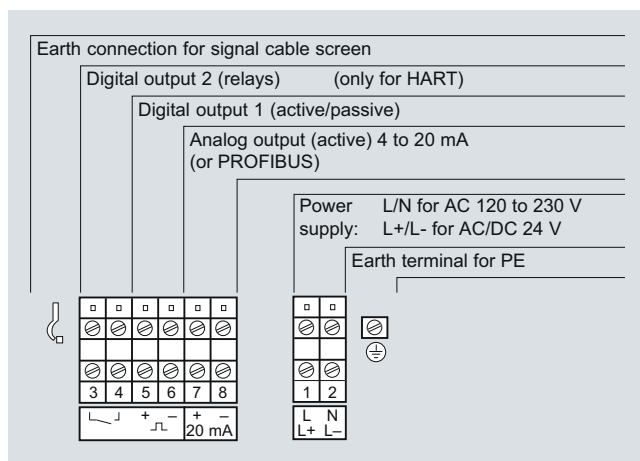 Earth connection for signal cable screen
Digital output 2 (relays) (only for HART)
Digital output 1 (active/passive)
Analog output (active) 4 to 20 mA
(or PROFIBUS)
Power L/N for AC 120 to 230 V
supply: L+/L- for AC/DC 24 V
Earth terminal for PE
3 4 5 6 7 8
1 2
+ – + –
20 mA
L N
L+ L–